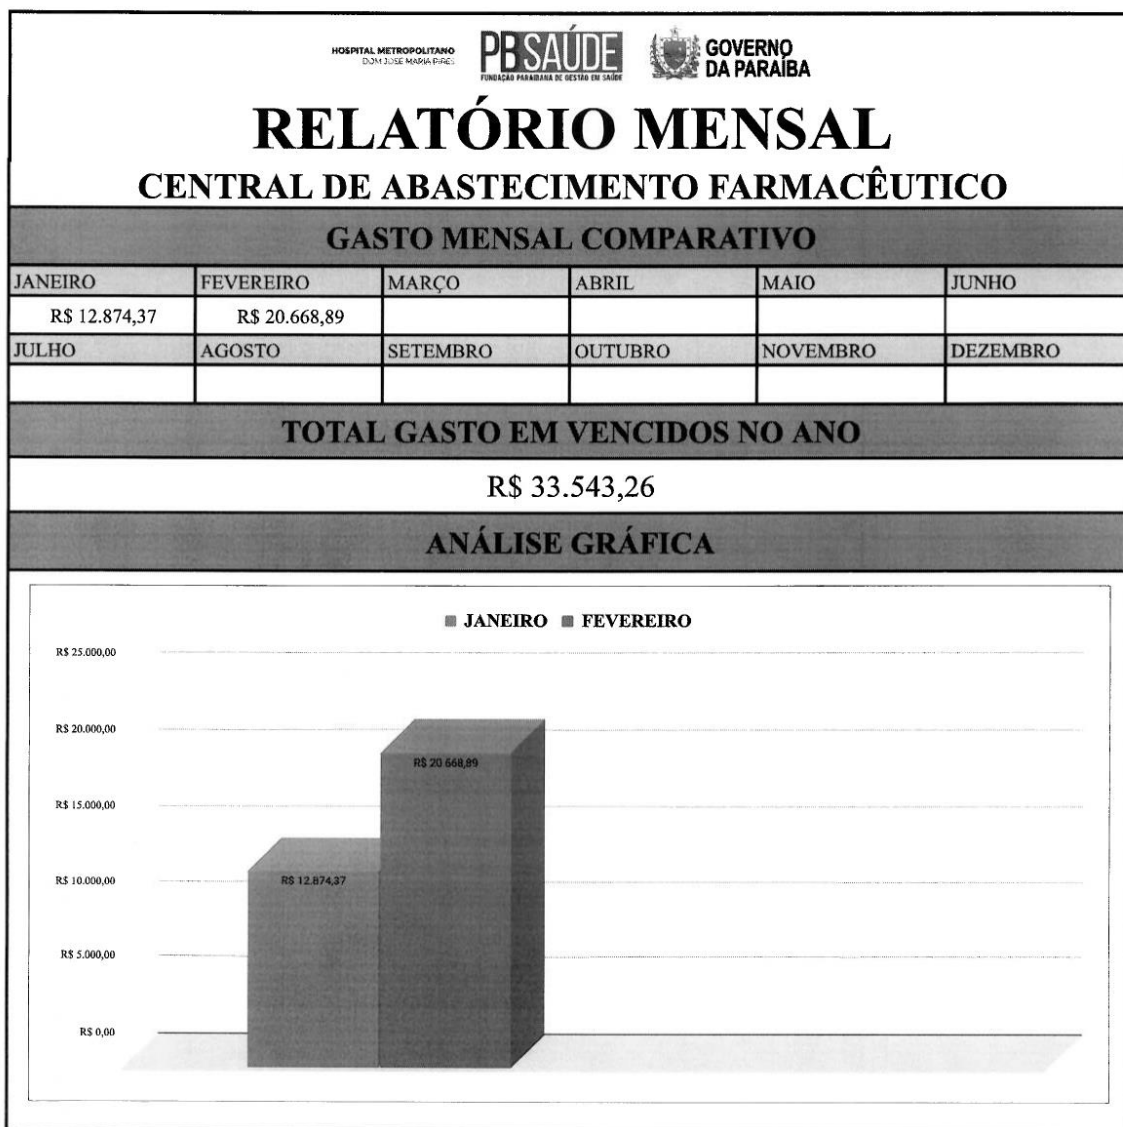 HOSPITAL METROPOLITANO
DOM JOSÉ MARIA PIRES
PBSAÚDE
FUNDAÇÃO PARAIBANA DE GESTÃO EM SAÚDE
GOVERNO
DA PARAÍBA
RELATÓRIO MENSAL
CENTRAL DE ABASTECIMENTO FARMACÊUTICO
GASTO MENSAL COMPARATIVO
JANEIRO FEVEREIRO MARÇO ABRIL MAIO JUNHO
R$ 12.874,37 R$ 20.668,89
JULHO AGOSTO SETEMBRO OUTUBRO NOVEMBRO DEZEMBRO
TOTAL GASTO EM VENCIDOS NO ANO
R$ 33.543,26
ANÁLISE GRÁFICA
JANEIRO FEVEREIRO
R$ 25.000,00
R$ 20.000,00
R$ 20 668,89
R$ 15.000,00
R$ 10.000,00
R$ 12.874,37
R$ 5.000,00
R$ 0,00